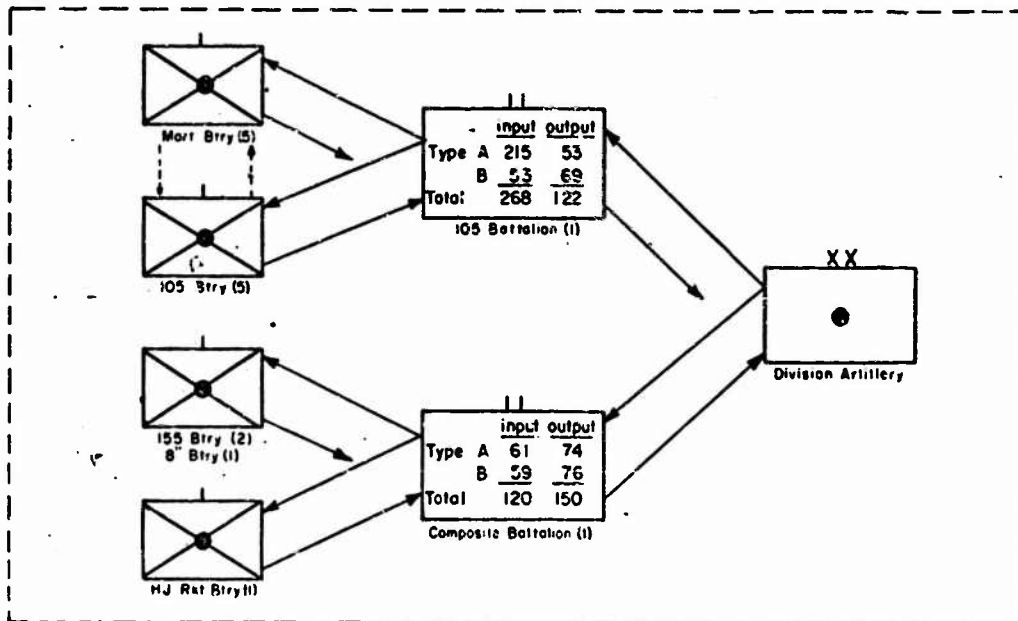 Mort Btry (5)
105 Btry (5)
155 Btry (2)
8" Btry (1)
HJ Rkt Btry (1)
II
input output
Type A 215 53
B 53 69
Total 268 122
105 Battalion (1)
II
input output
Type A 61 74
B 59 76
Total 120 150
Composite Battalion (1)
XX
Division Artillery